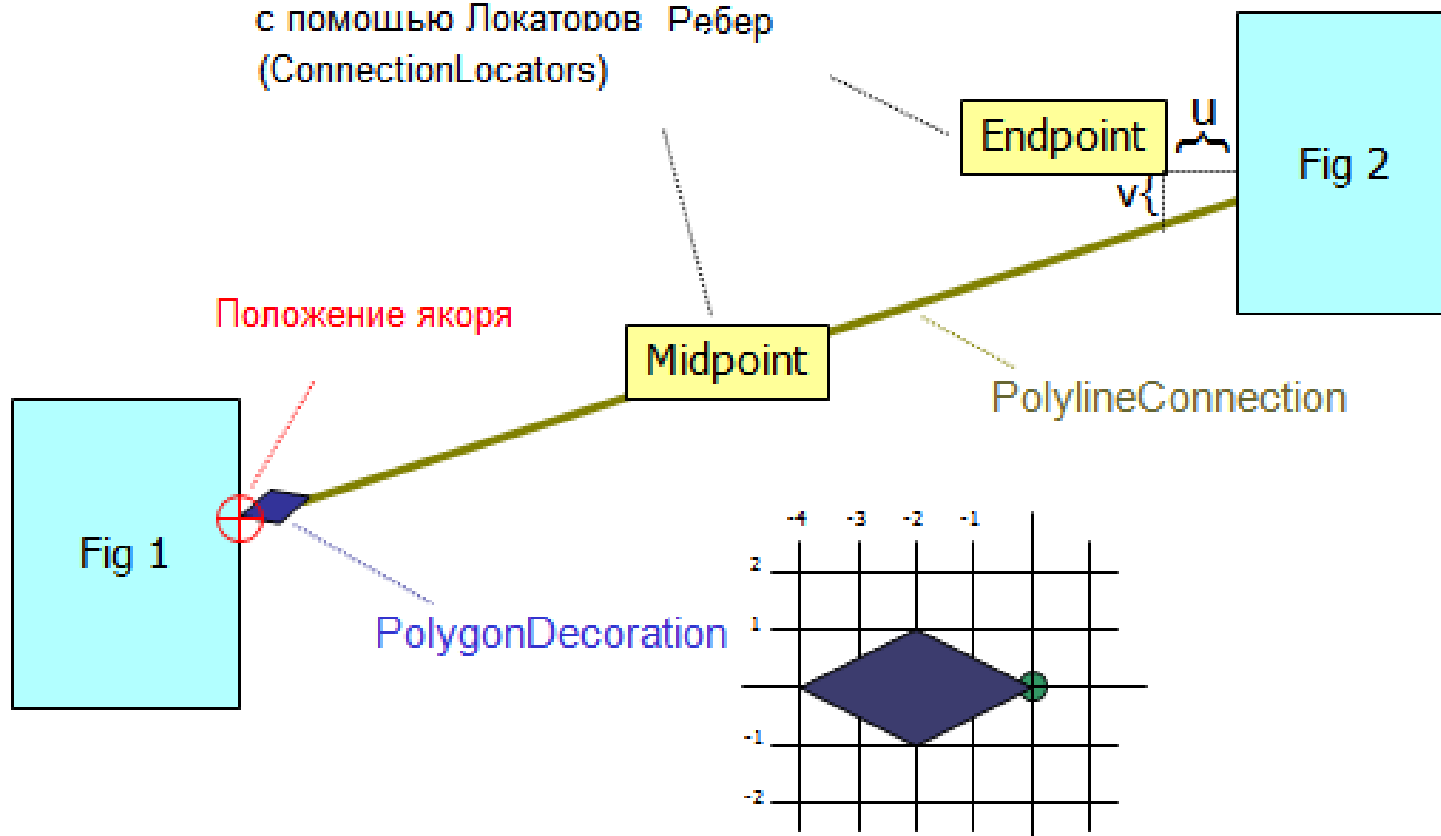 с помощью Локаторов Ребер
(ConnectionLocators)
Endpoint
u
Fig 2
v
Положение якоря
Midpoint
PolylineConnection
Fig 1
PolygonDecoration
-4 -3 -2 -1
2
1
-1
-2